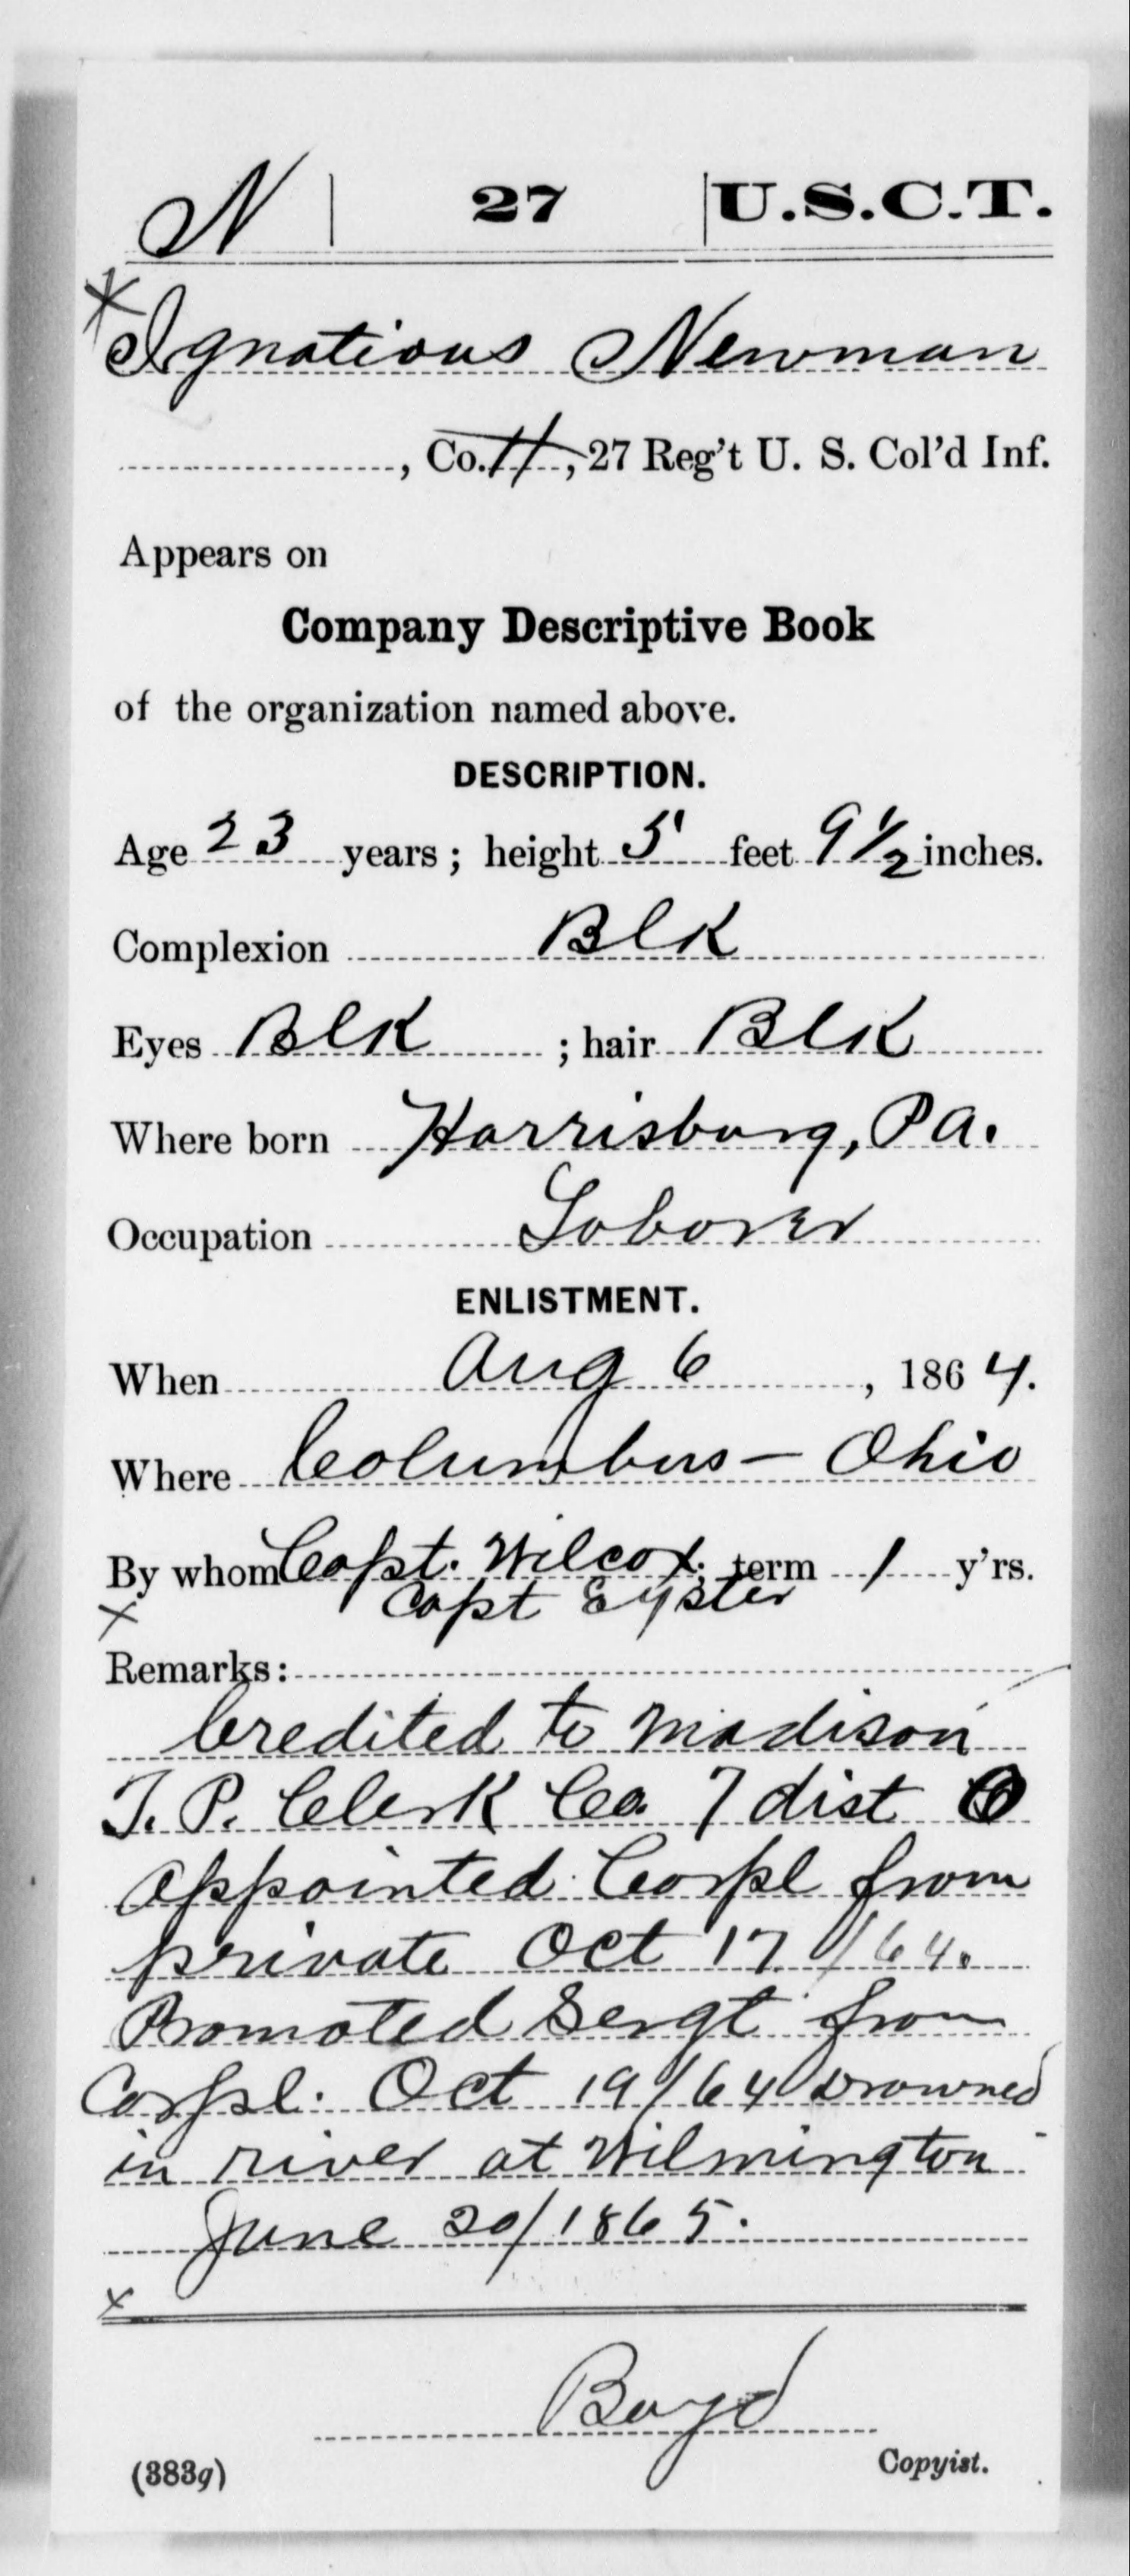 N | 27 | U.S.C.T.
Ignatious Newman
, Co. H, 27 Reg't U. S. Col'd Inf.
Appears on
Company Descriptive Book
of the organization named above.
DESCRIPTION.
Age 23 years; height 5' feet 9½ inches.
Complexion Blk
Eyes Blk ; hair Blk
Where born Harrisburg, Pa.
Occupation Laborer
ENLISTMENT.
When Aug 6, 1864.
Where Columbus - Ohio
By whom Capt. Wilcox; term 1 y'rs.
Capt Eyster
Remarks:
Credited to Madison
T. P. Clerk Co. 7 dist O
Appointed Corpl from
private Oct 17/64.
Promoted Sergt from
Corpl. Oct 19/64 drowned
in river at Wilmington
June 20/1865.
Boyd
(383g) Copyist.